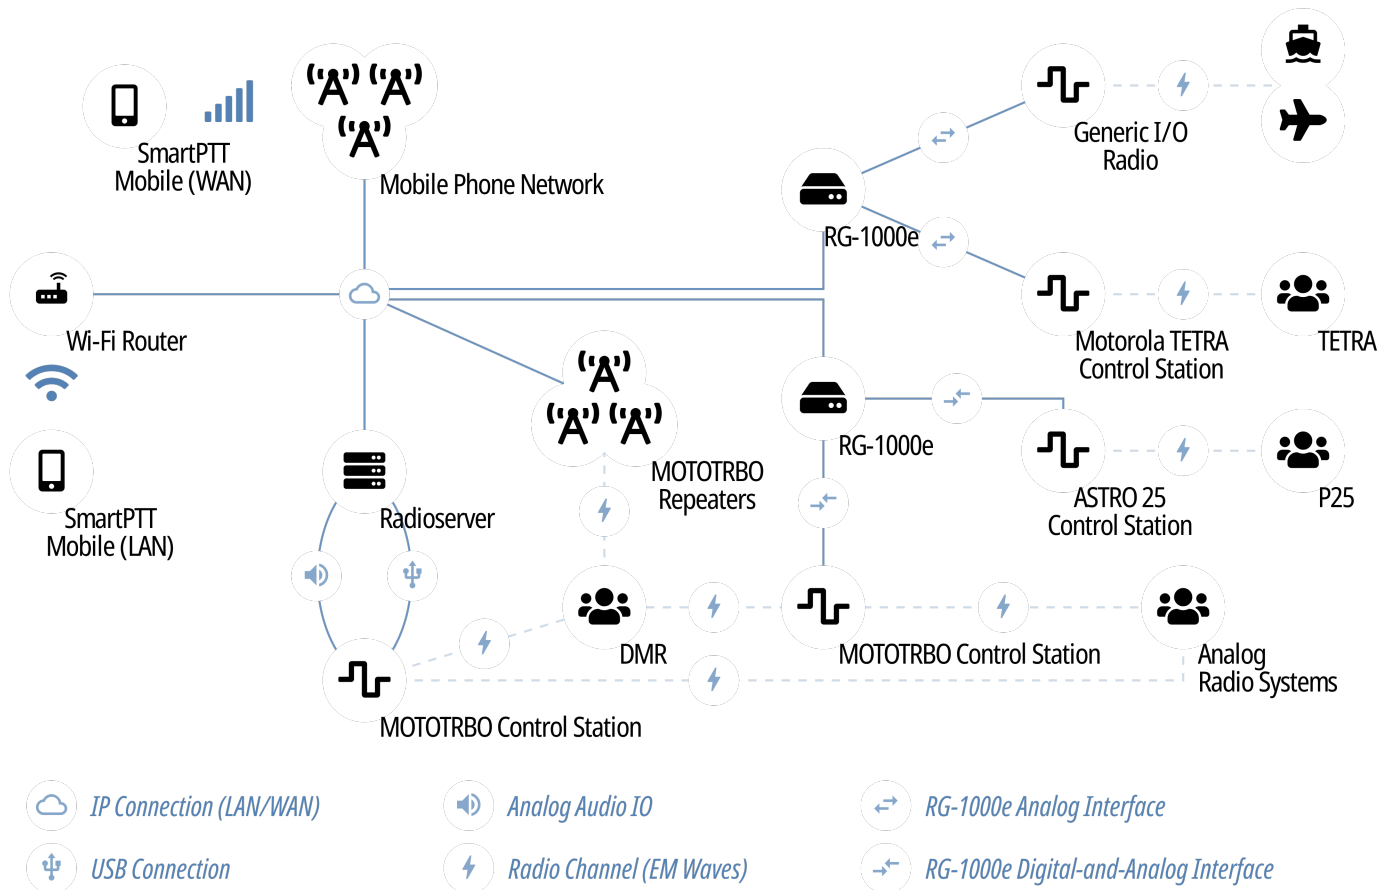 SmartPTT
Mobile (WAN)
Mobile Phone Network
Generic I/O
Radio
RG-1000e
Wi-Fi Router
Motorola TETRA
Control Station
TETRA
RG-1000e
MOTOTRBO
Repeaters
SmartPTT
Mobile (LAN)
Radioserver
ASTRO 25
Control Station
P25
DMR
MOTOTRBO Control Station
Analog
Radio Systems
MOTOTRBO Control Station
IP Connection (LAN/WAN)
Analog Audio IO
RG-1000e Analog Interface
USB Connection
Radio Channel (EM Waves)
RG-1000e Digital-and-Analog Interface